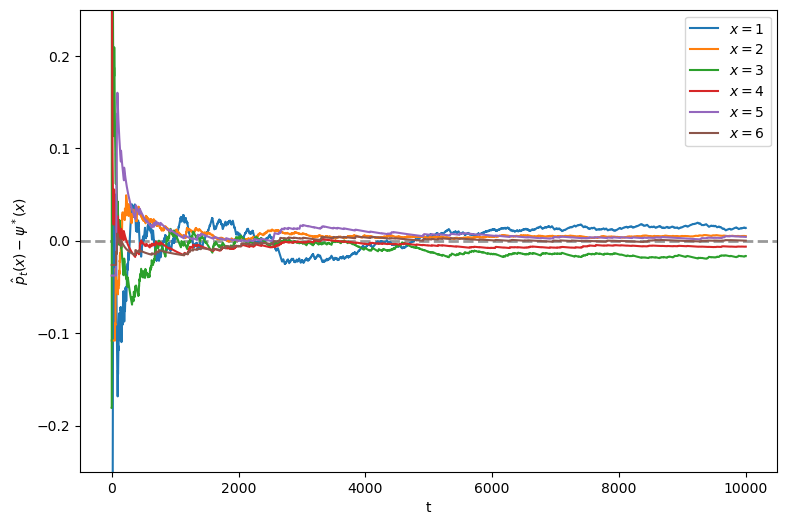 0.2
0.1
0.0
−0.1
−0.2
p̂ₜ(x) − ψ*(x)
0
2000
4000
6000
8000
10000
t
x = 1
x = 2
x = 3
x = 4
x = 5
x = 6